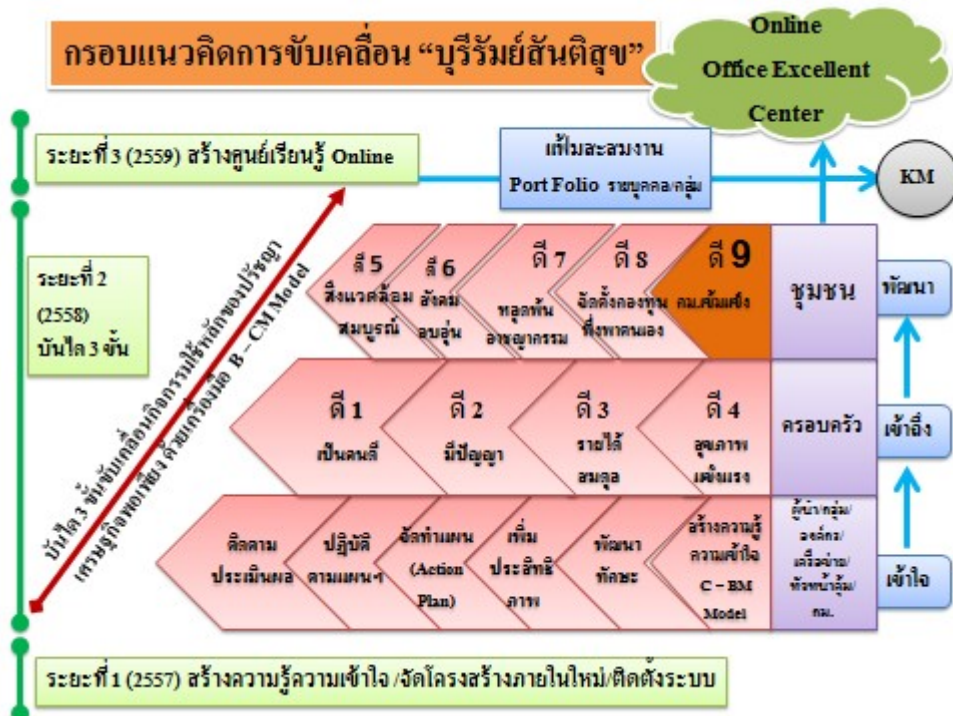 กรอบแนวคิดการขับเคลื่อน “บุรีรัมย์สันติสุข”
Online
Office Excellent
Center
ระยะที่ 3 (2559) สร้างศูนย์เรียนรู้ Online
แฟ้มสะสมงาน
Port Folio รายบุคคล/กลุ่ม
KM
ระยะที่ 2
(2558)
บันได 3 ขั้น
บันได 3 ขั้นขับเคลื่อนกิจกรรมใช้หลักของปรัชญา
เศรษฐกิจพอเพียง ด้วยเครื่องมือ B – CM Model
ดี 5
สิ่งแวดล้อม
สมบูรณ์
ดี 6
สังคม
อบอุ่น
ดี 7
หลุดพ้น
อาชญากรรม
ดี 8
จัดตั้งกองทุน
พึ่งพาตนเอง
ดี 9
คม.เข้มแข็ง
ชุมชน
พัฒนา
ดี 1
เป็นคนดี
ดี 2
มีปัญญา
ดี 3
รายได้
สมดุล
ดี 4
สุขภาพ
แข็งแรง
ครอบครัว
เข้าถึง
ติดตาม
ประเมินผล
ปฏิบัติ
ตามแผนฯ
จัดทำแผน
(Action
Plan)
เพิ่ม
ประสิทธิ
ภาพ
พัฒนา
ทักษะ
สร้างความรู้
ความเข้าใจ
C – BM
Model
ผู้นำ/กลุ่ม/
องค์กร/
เครือข่าย/
หัวหน้าคุ้ม/
กม.
เข้าใจ
ระยะที่ 1 (2557) สร้างความรู้ความเข้าใจ /จัดโครงสร้างภายในใหม่/ติดตั้งระบบ